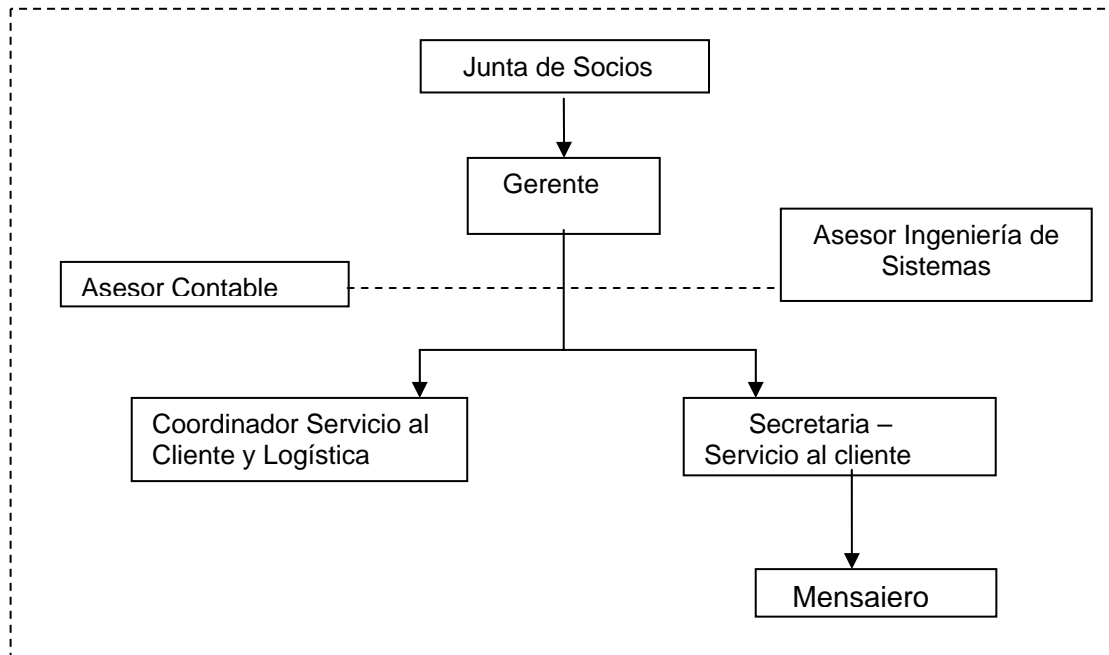 Junta de Socios
Gerente
Asesor Ingeniería de
Sistemas
Asesor Contable
Coordinador Servicio al
Cliente y Logística
Secretaria –
Servicio al cliente
Mensajero